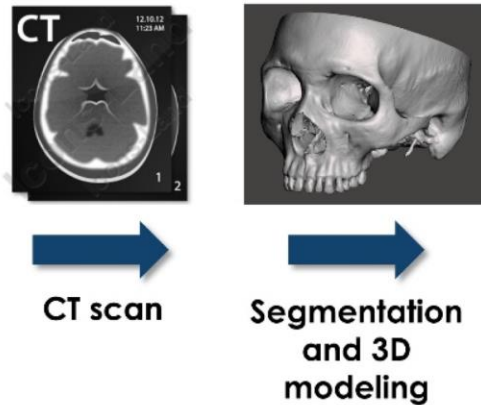 CT
12.10.12
11:23 AM
1
2
CT scan
Segmentation
and 3D
modeling